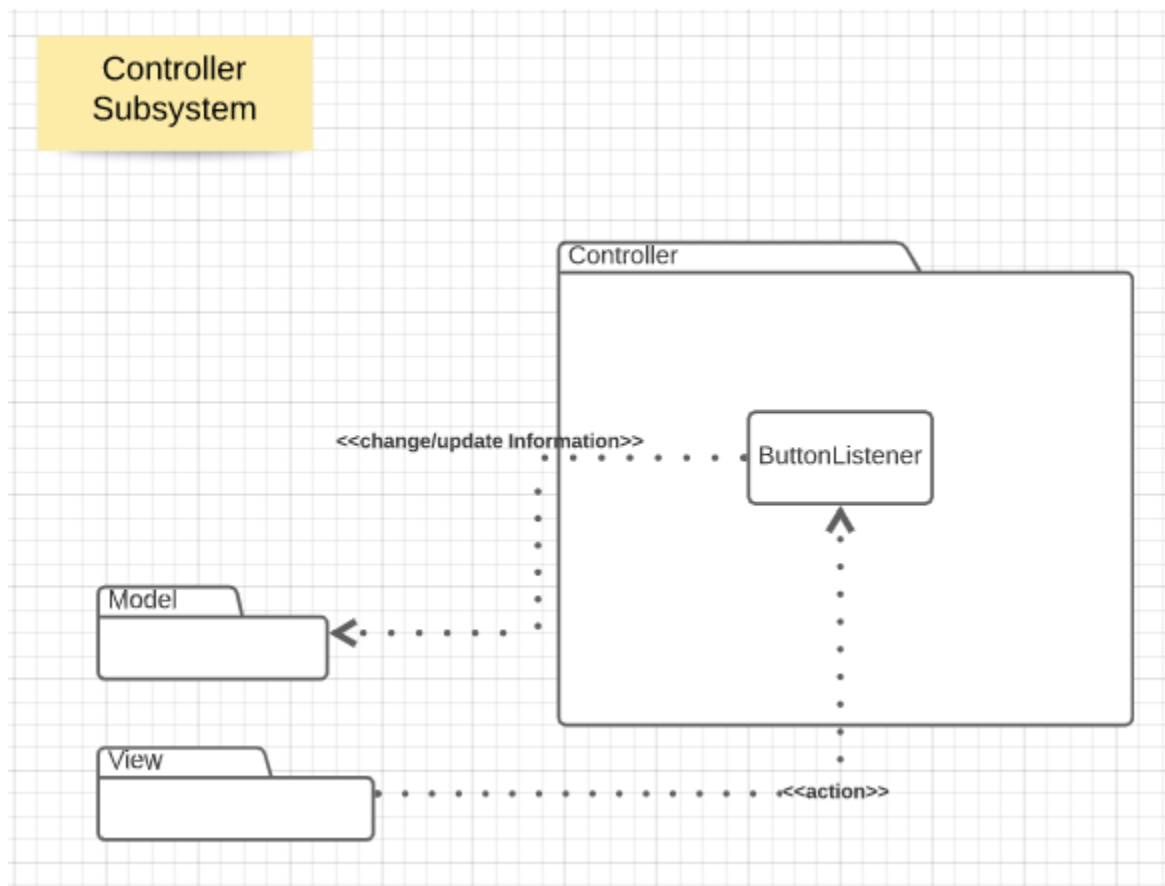 Controller
Subsystem
Controller
<<change/update Information>>
ButtonListener
Model
View
<<action>>